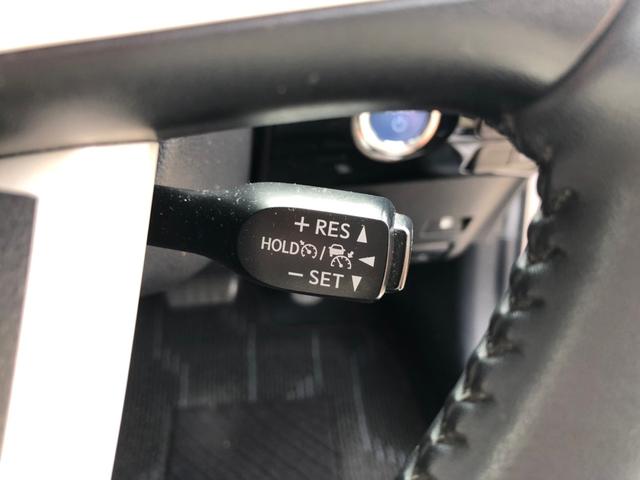 + RES
HOLD /
− SET